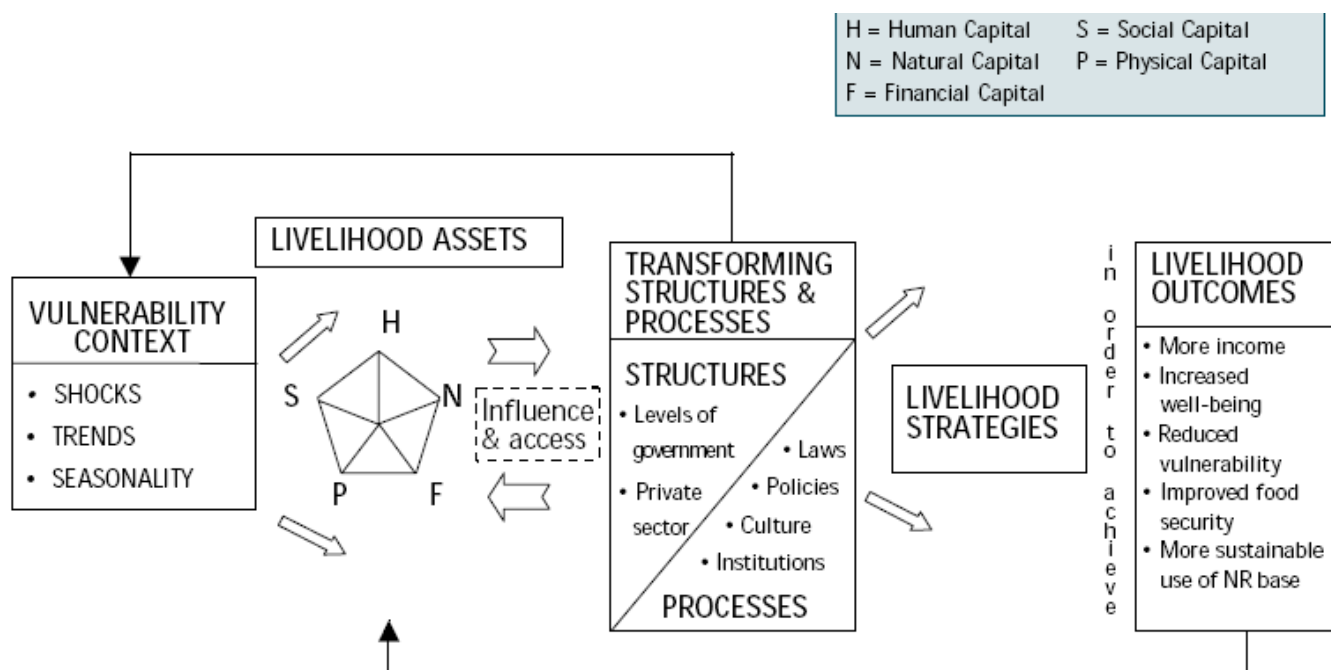 H = Human Capital S = Social Capital
N = Natural Capital P = Physical Capital
F = Financial Capital
LIVELIHOOD ASSETS
VULNERABILITY
CONTEXT
• SHOCKS
• TRENDS
• SEASONALITY
H
S
N
P
F
Influence
& access
TRANSFORMING
STRUCTURES &
PROCESSES
STRUCTURES
• Levels of
government
• Private
sector
• Laws
• Policies
• Culture
• Institutions
PROCESSES
LIVELIHOOD
STRATEGIES
in order to achieve
LIVELIHOOD
OUTCOMES
• More income
• Increased
well-being
• Reduced
vulnerability
• Improved food
security
• More sustainable
use of NR base